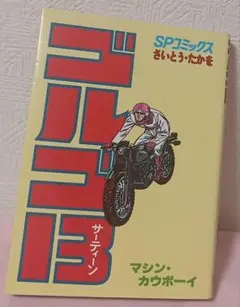 SPコミックス
さいとう・たかを
ゴルゴ13
サーティーン
マシン・
カウボーイ